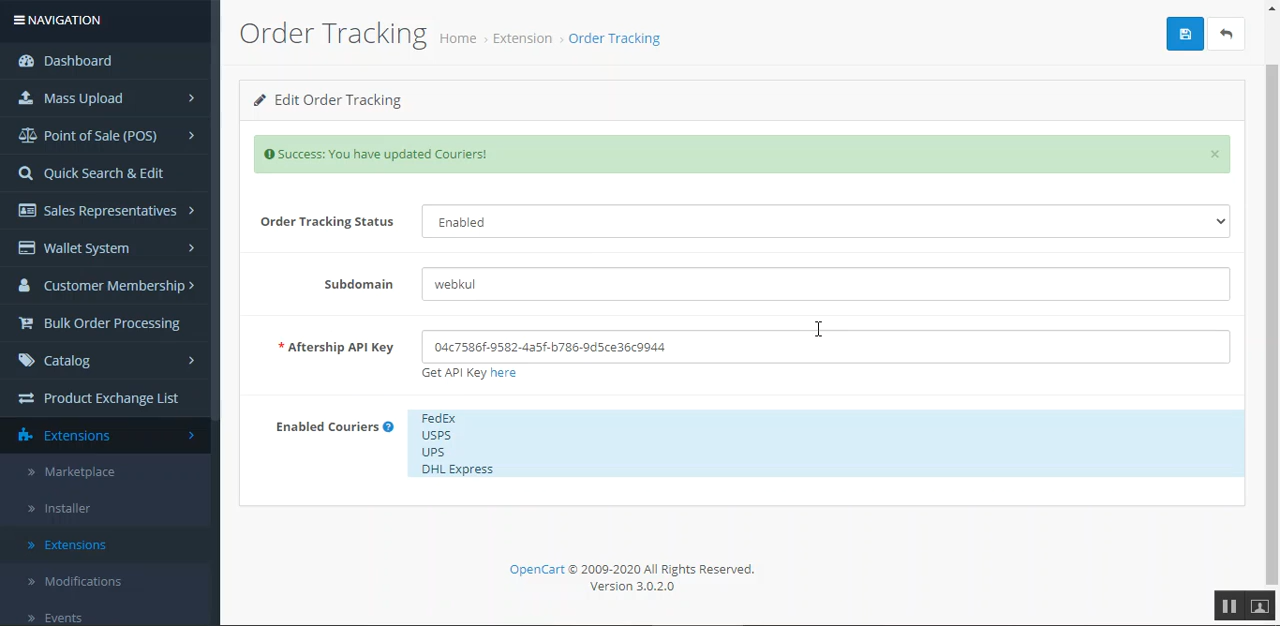 NAVIGATION
Dashboard
Mass Upload
Point of Sale (POS)
Quick Search & Edit
Sales Representatives
Wallet System
Customer Membership
Bulk Order Processing
Catalog
Product Exchange List
Extensions
» Marketplace
» Installer
» Extensions
» Modifications
» Events
Order Tracking Home › Extension › Order Tracking
Edit Order Tracking
Success: You have updated Couriers! ×
Order Tracking Status Enabled
Subdomain webkul
* Aftership API Key 04c7586f-9582-4a5f-b786-9d5ce36c9944
Get API Key here
Enabled Couriers ?
FedEx
USPS
UPS
DHL Express
OpenCart © 2009-2020 All Rights Reserved.
Version 3.0.2.0